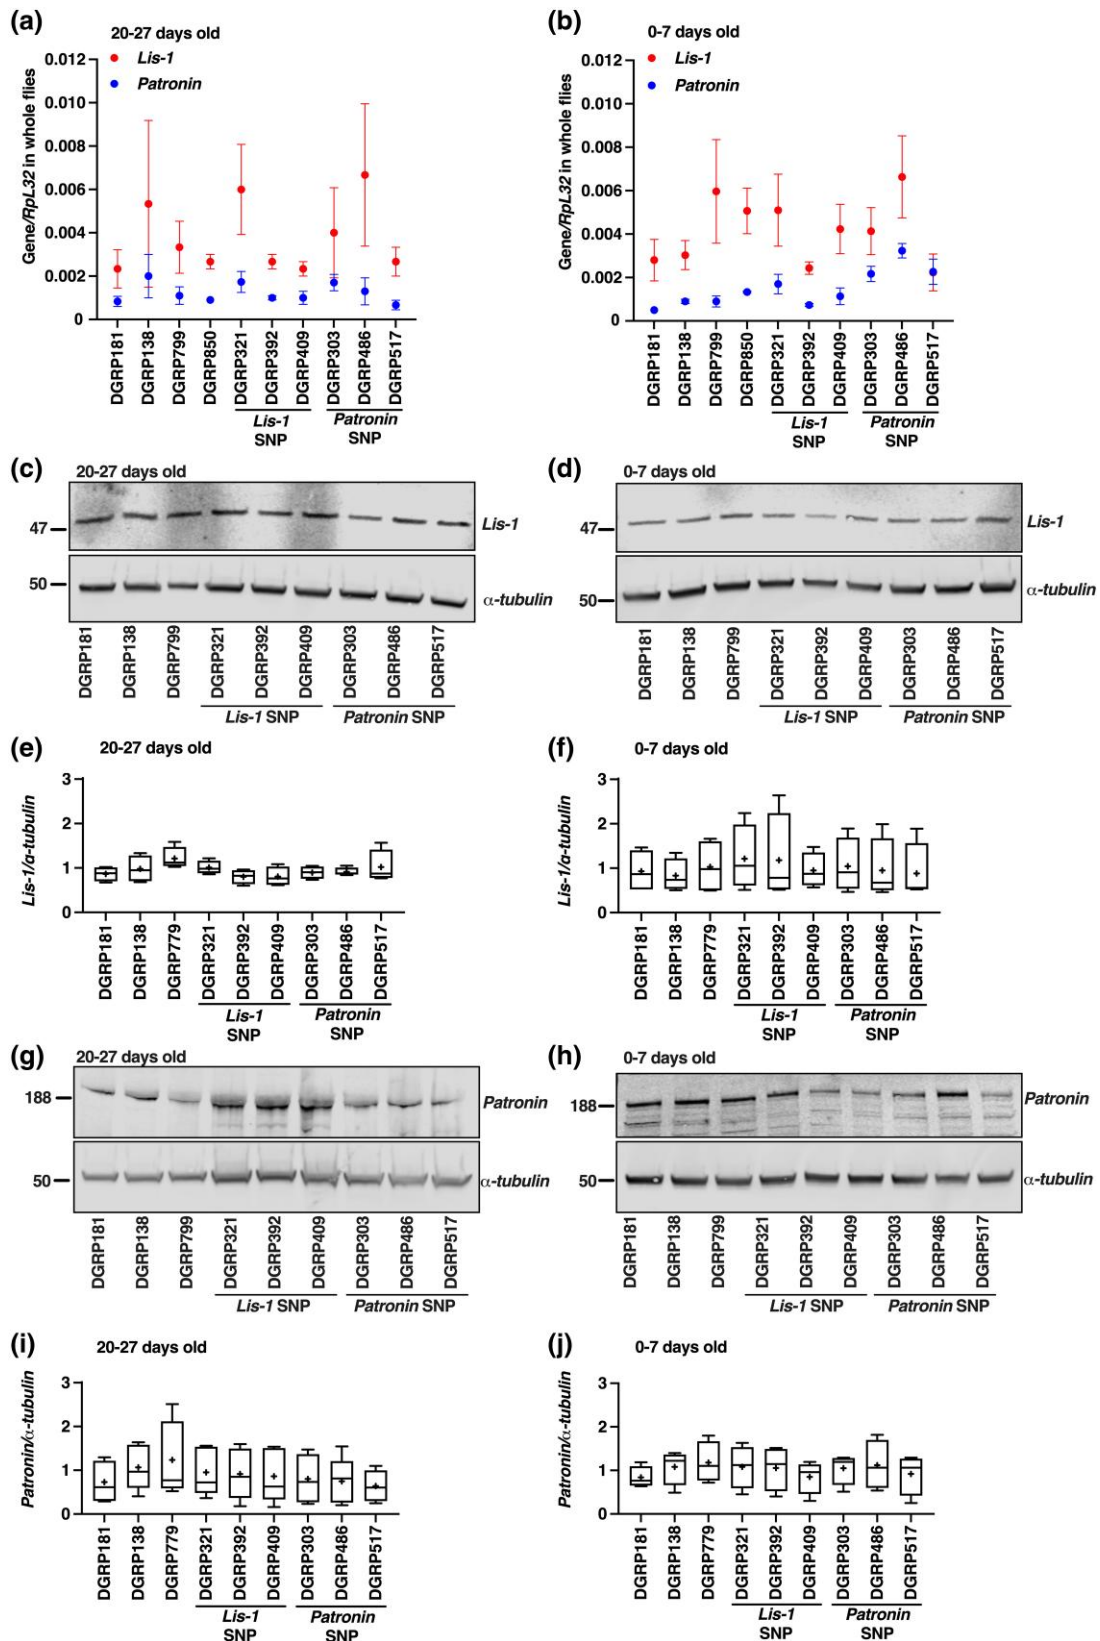 (a)
20-27 days old
Lis-1
Patronin
Gene/RpL32 in whole flies
0.012
0.010
0.008
0.006
0.004
0.002
0
DGRP181
DGRP138
DGRP799
DGRP850
DGRP321
DGRP392
DGRP409
DGRP303
DGRP486
DGRP517
Lis-1
SNP
Patronin
SNP
(b)
0-7 days old
Lis-1
Patronin
Gene/RpL32 in whole flies
0.012
0.010
0.008
0.006
0.004
0.002
0
DGRP181
DGRP138
DGRP799
DGRP850
DGRP321
DGRP392
DGRP409
DGRP303
DGRP486
DGRP517
Lis-1
SNP
Patronin
SNP
(c)
20-27 days old
47
Lis-1
50
α-tubulin
DGRP181
DGRP138
DGRP799
DGRP321
DGRP392
DGRP409
DGRP303
DGRP486
DGRP517
Lis-1 SNP
Patronin SNP
(d)
0-7 days old
47
Lis-1
50
α-tubulin
DGRP181
DGRP138
DGRP799
DGRP321
DGRP392
DGRP409
DGRP303
DGRP486
DGRP517
Lis-1 SNP
Patronin SNP
(e)
20-27 days old
Lis-1/α-tubulin
3
2
1
0
DGRP181
DGRP138
DGRP779
DGRP321
DGRP392
DGRP409
DGRP303
DGRP486
DGRP517
Lis-1
SNP
Patronin
SNP
(f)
0-7 days old
Lis-1/α-tubulin
3
2
1
0
DGRP181
DGRP138
DGRP779
DGRP321
DGRP392
DGRP409
DGRP303
DGRP486
DGRP517
Lis-1
SNP
Patronin
SNP
(g)
20-27 days old
188
Patronin
50
α-tubulin
DGRP181
DGRP138
DGRP799
DGRP321
DGRP392
DGRP409
DGRP303
DGRP486
DGRP517
Lis-1 SNP
Patronin SNP
(h)
0-7 days old
188
Patronin
50
α-tubulin
DGRP181
DGRP138
DGRP799
DGRP321
DGRP392
DGRP409
DGRP303
DGRP486
DGRP517
Lis-1 SNP
Patronin SNP
(i)
20-27 days old
Patronin/α-tubulin
3
2
1
0
DGRP181
DGRP138
DGRP779
DGRP321
DGRP392
DGRP409
DGRP303
DGRP486
DGRP517
Lis-1
SNP
Patronin
SNP
(j)
0-7 days old
Patronin/α-tubulin
3
2
1
0
DGRP181
DGRP138
DGRP779
DGRP321
DGRP392
DGRP409
DGRP303
DGRP486
DGRP517
Lis-1
SNP
Patronin
SNP